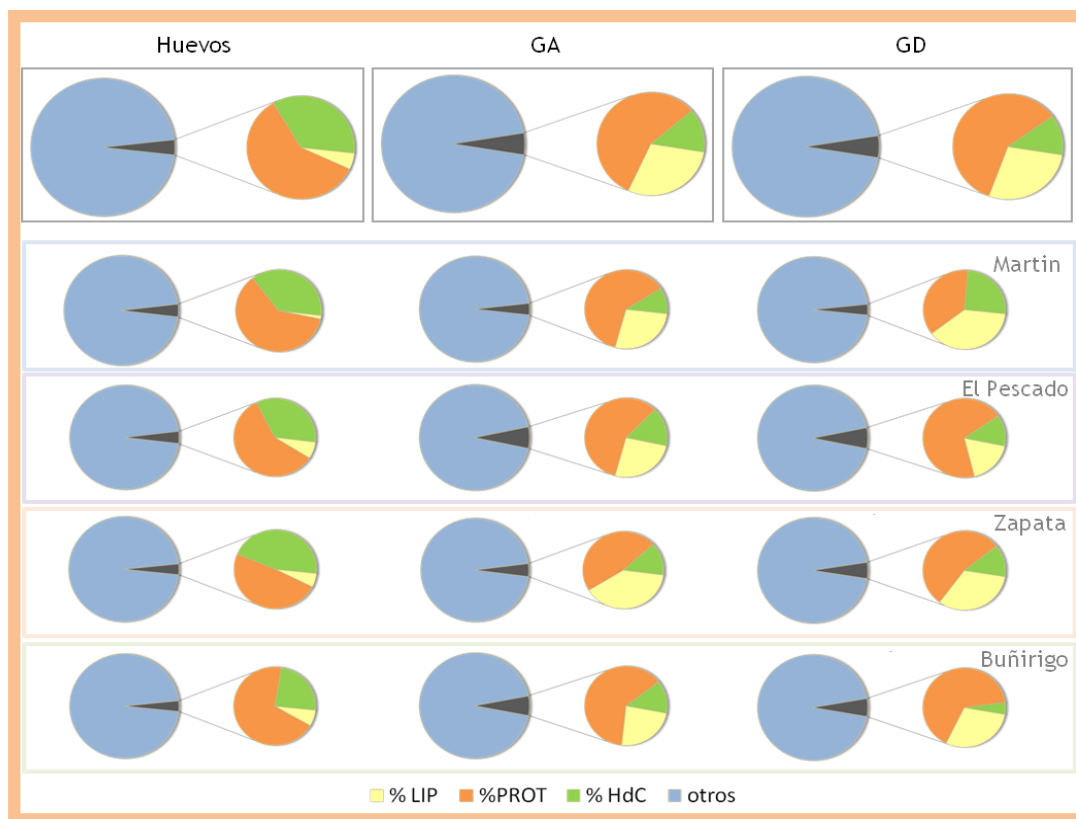 Huevos GA GD
Martin
El Pescado
Zapata
Buñirigo
% LIP %PROT % HdC otros